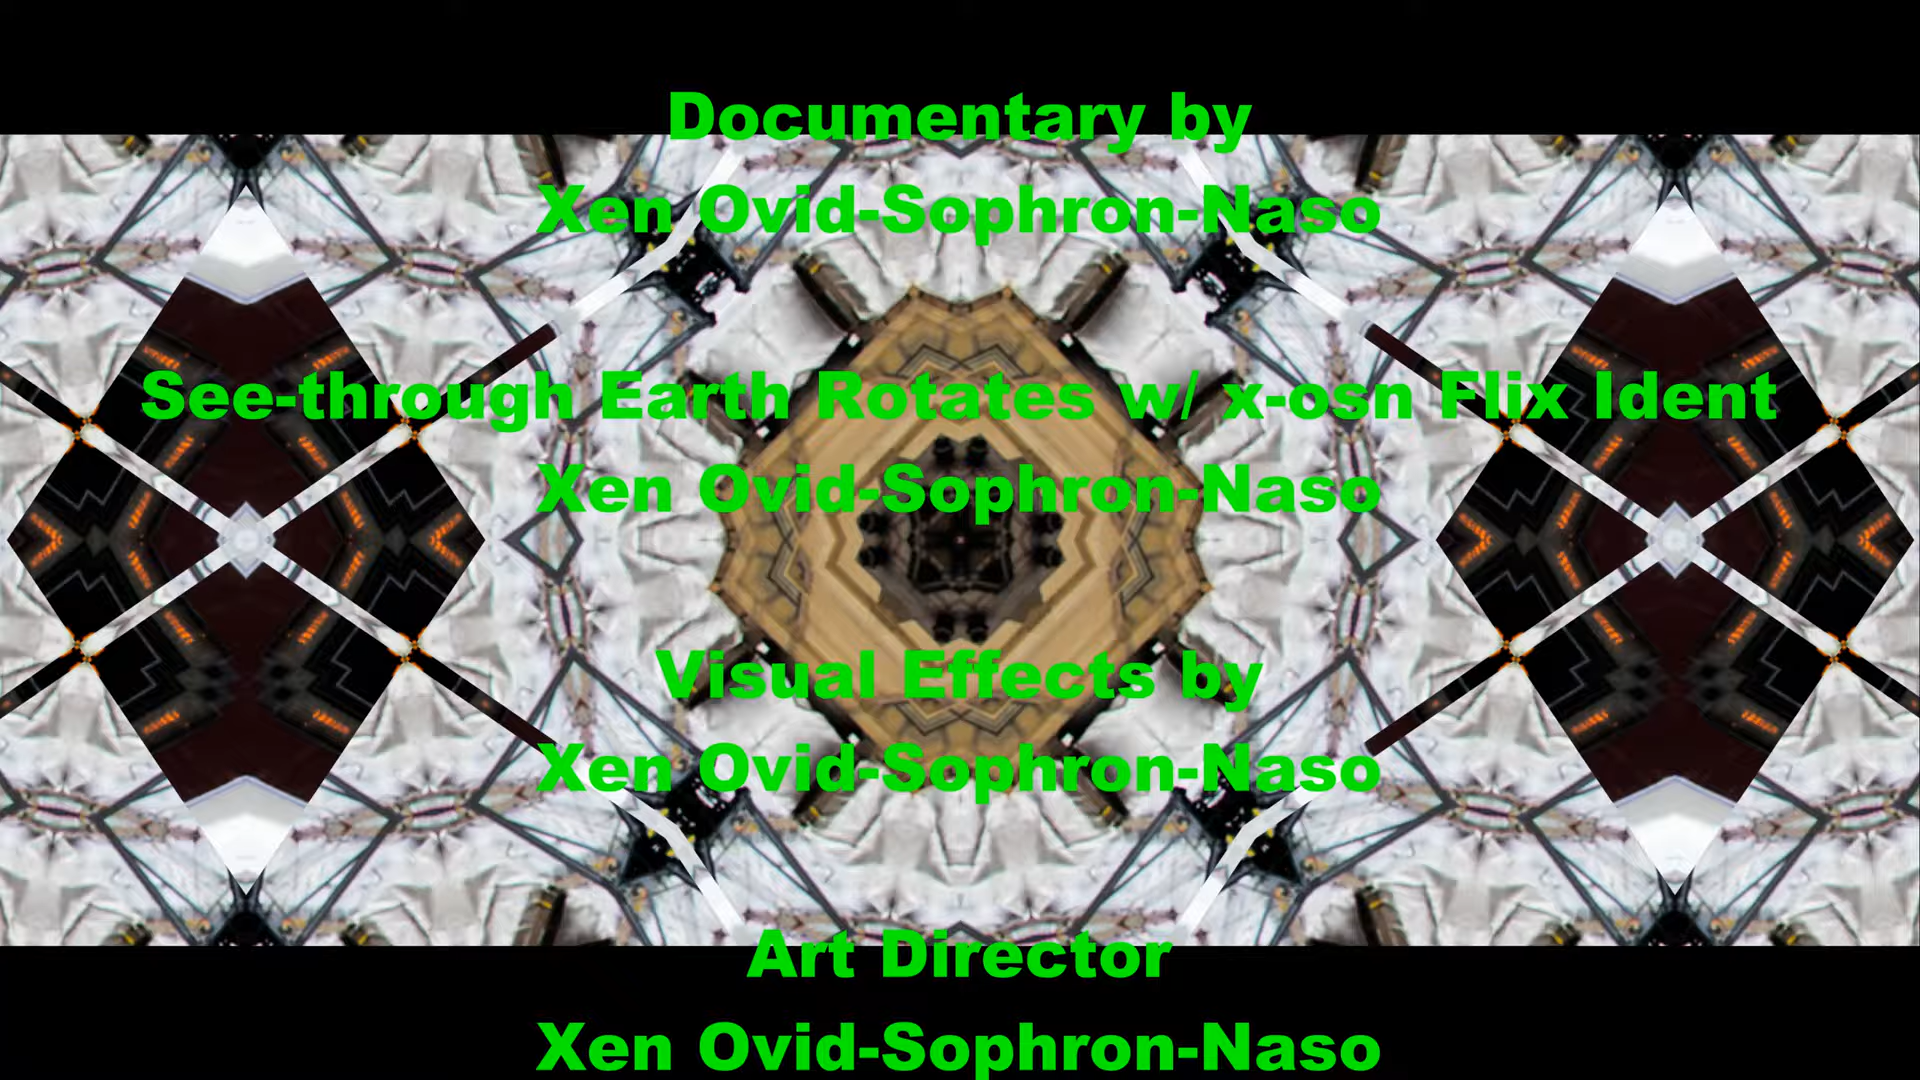 Documentary by
Xen Ovid-Sophron-Naso
See-through Earth Rotates w/ x-osn Flix Ident
Xen Ovid-Sophron-Naso
Visual Effects by
Xen Ovid-Sophron-Naso
Art Director
Xen Ovid-Sophron-Naso